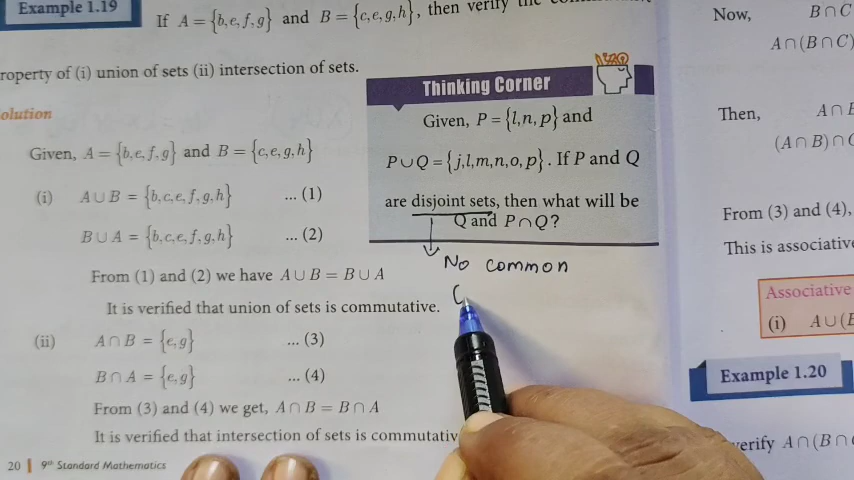 Example 1.19
If A = {b,e,f,g} and B = {c,e,g,h}, then verify the
roperty of (i) union of sets (ii) intersection of sets.
olution
Given, A = {b,e,f,g} and B = {c,e,g,h}
(i) A∪B = {b,c,e,f,g,h} ... (1)
B∪A = {b,c,e,f,g,h} ... (2)
From (1) and (2) we have A∪B = B∪A
It is verified that union of sets is commutative.
(ii) A∩B = {e,g} ... (3)
B∩A = {e,g} ... (4)
From (3) and (4) we get, A∩B = B∩A
It is verified that intersection of sets is commutativ
20 | 9th Standard Mathematics
Thinking Corner
Given, P = {l,n,p} and
P∪Q = {j,l,m,n,o,p}. If P and Q
are disjoint sets, then what will be
Q and P∩Q?
No common
Now, B∩C
A∩(B∩C)
Then,
(A∩B)∩C
From (3) and (4),
This is associative
Associative
(i) A∪(B
Example 1.20
verify A∩(B∩